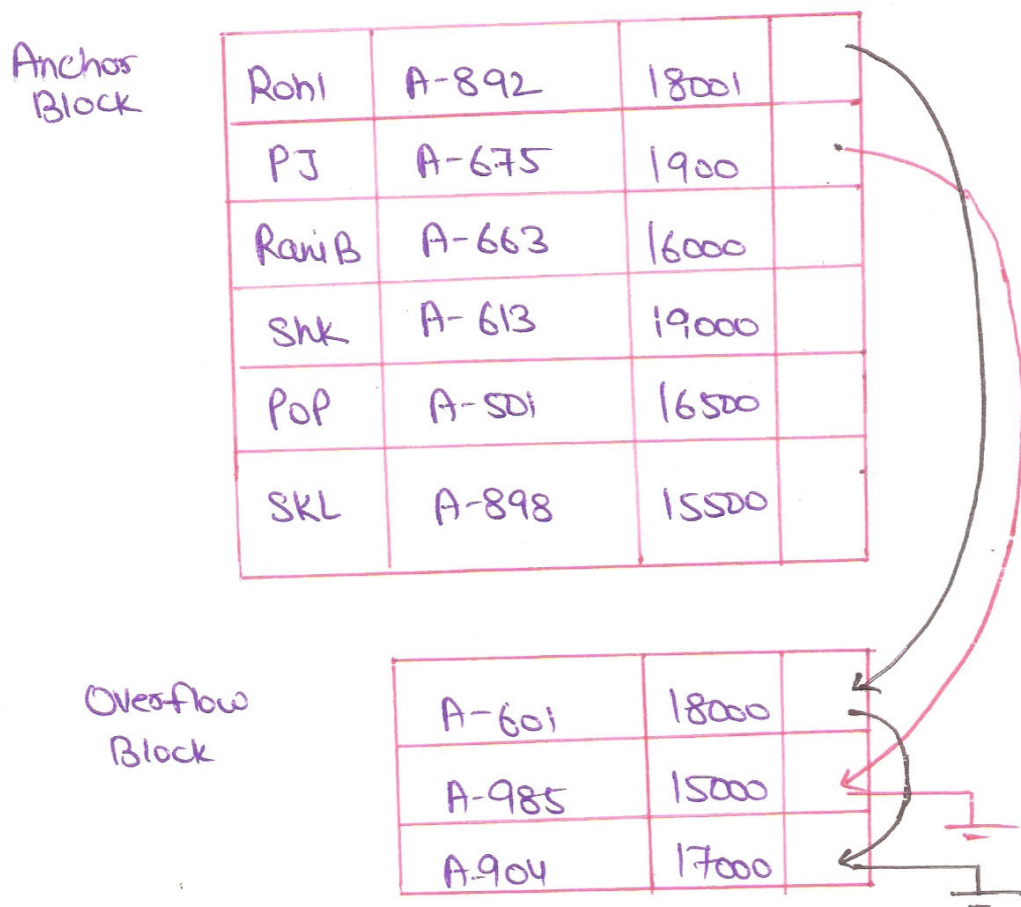 Anchor
Block
Rohl A-892 18001
PJ A-675 1900
RaniB A-663 16000
Shk A-613 19000
POP A-501 16500
SKL A-898 15500
Overflow
Block
A-601 18000
A-985 15000
A-904 17000